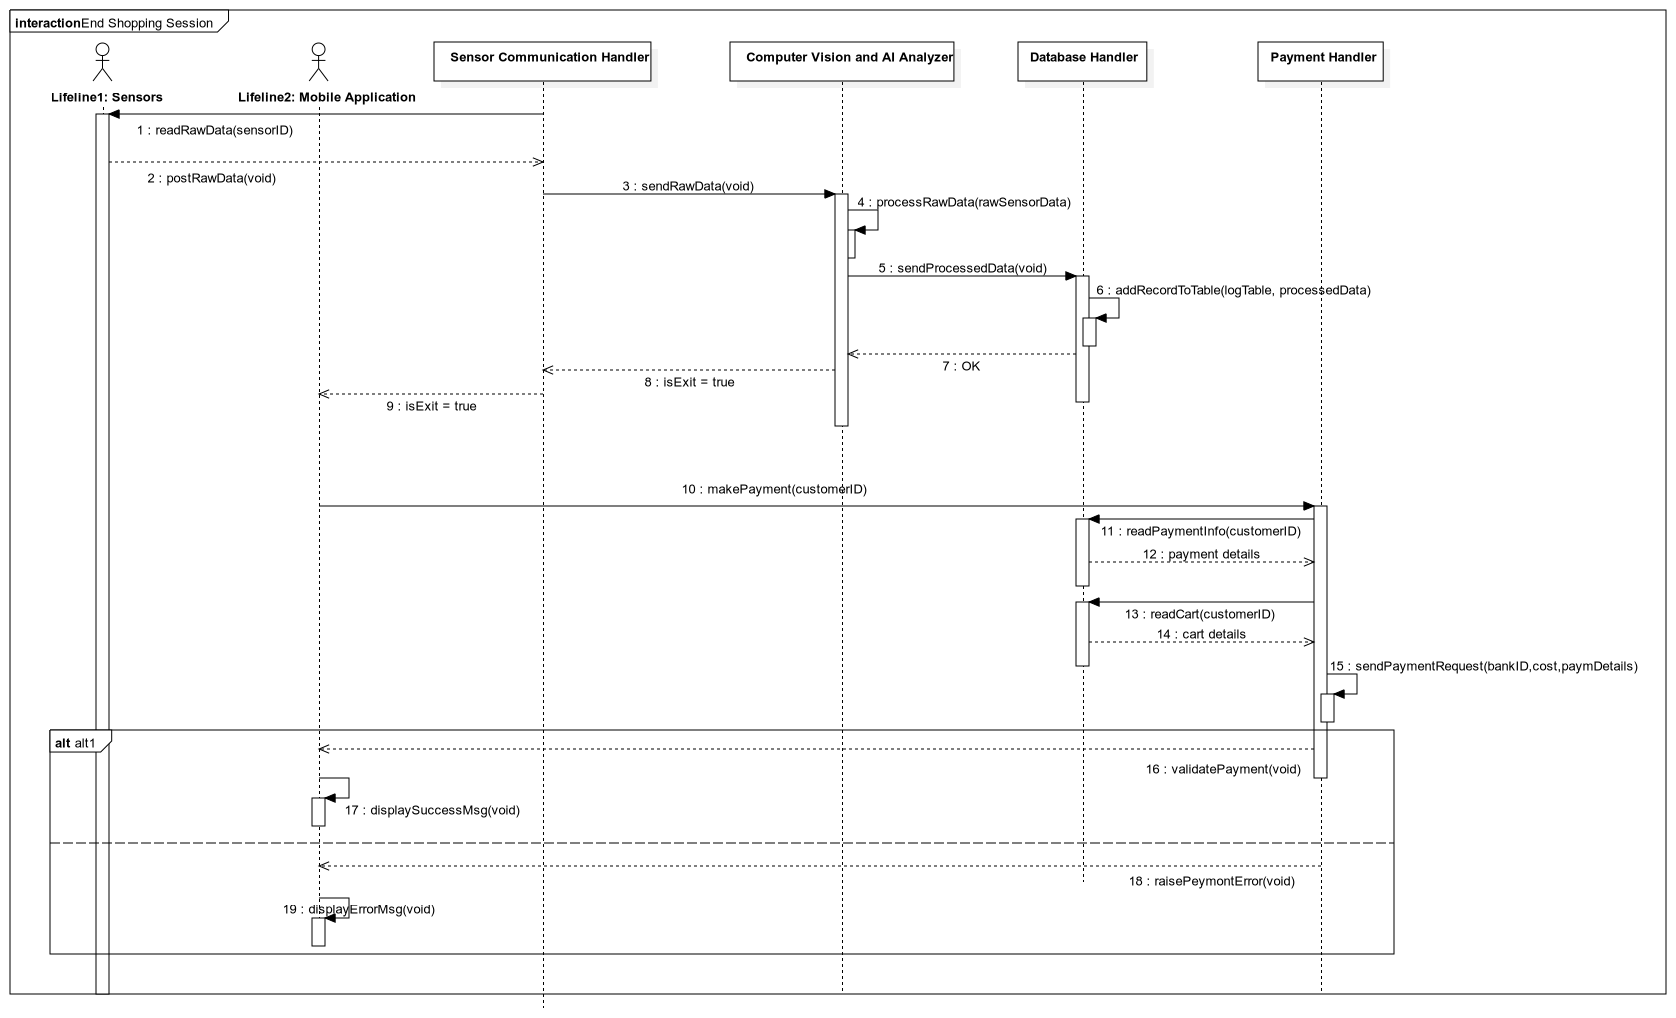 interactionEnd Shopping Session
Sensor Communication Handler
Computer Vision and AI Analyzer
Database Handler
Payment Handler
Lifeline1: Sensors
Lifeline2: Mobile Application
1 : readRawData(sensorID)
2 : postRawData(void)
3 : sendRawData(void)
4 : processRawData(rawSensorData)
5 : sendProcessedData(void)
6 : addRecordToTable(logTable, processedData)
7 : OK
8 : isExit = true
9 : isExit = true
10 : makePayment(customerID)
11 : readPaymentInfo(customerID)
12 : payment details
13 : readCart(customerID)
14 : cart details
15 : sendPaymentRequest(bankID,cost,paymDetails)
alt alt1
16 : validatePayment(void)
17 : displaySuccessMsg(void)
18 : raisePeymontError(void)
19 : displayErrorMsg(void)